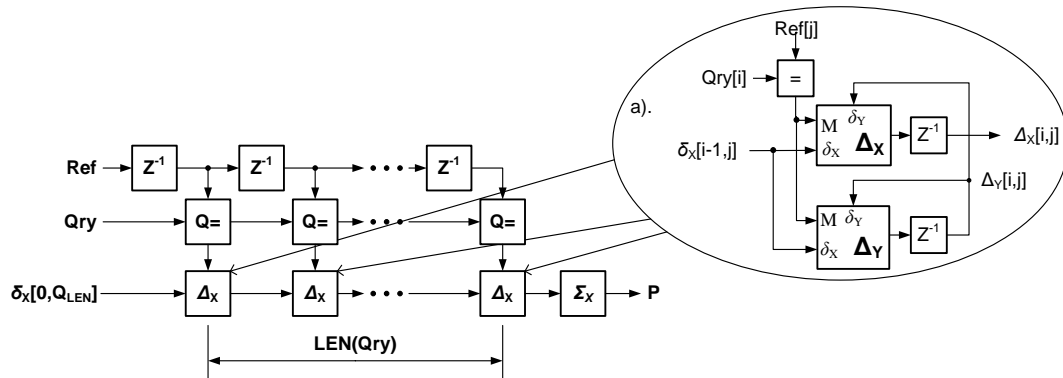 Ref[j]
Qry[i]
=
a).
M
δY
δX
ΔX
Z-1
ΔX[i,j]
δX[i-1,j]
ΔY[i,j]
M
δY
δX
ΔY
Z-1
Ref
Z-1
Z-1
• • •
Z-1
Qry
Q=
Q=
• • •
Q=
δX[0,QLEN]
ΔX
ΔX
• • •
ΔX
Σx
P
LEN(Qry)